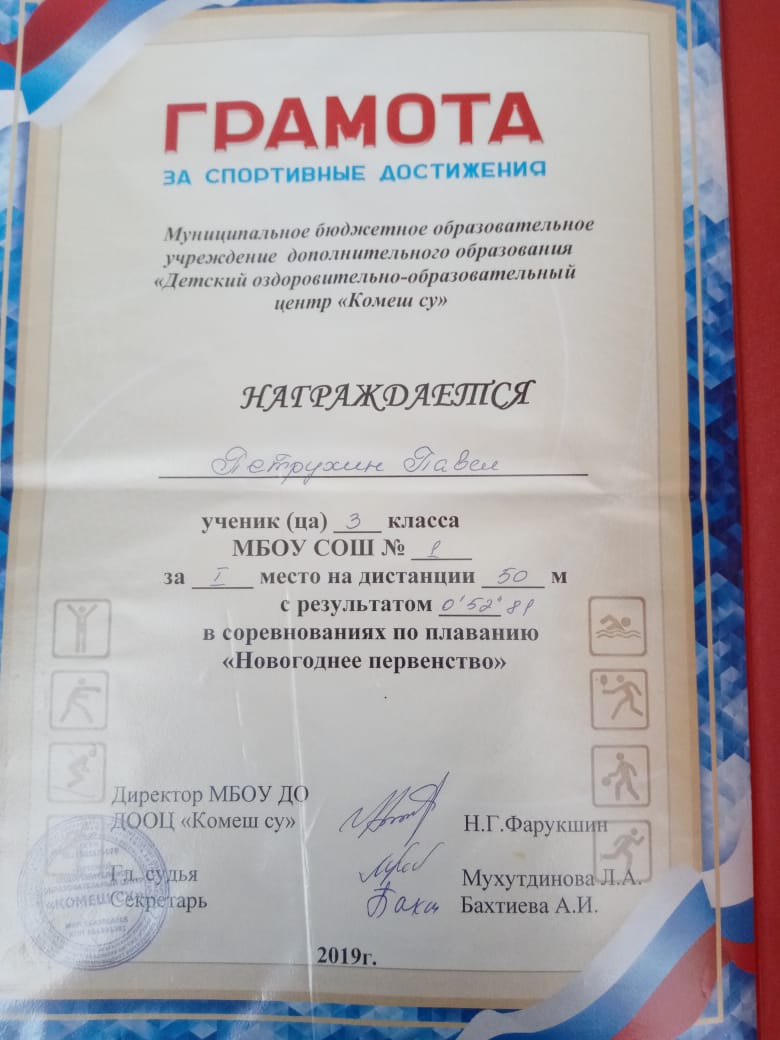 ГРАМОТА
ЗА СПОРТИВНЫЕ ДОСТИЖЕНИЯ
Муниципальное бюджетное образовательное
учреждение дополнительного образования
«Детский оздоровительно-образовательный
центр «Комеш су»
НАГРАЖДАЕТСЯ
Петрухин Павел
ученик (ца) 3 класса
МБОУ СОШ № 1
за I место на дистанции 50 м
с результатом 0'52"81
в соревнованиях по плаванию
«Новогоднее первенство»
Директор МБОУ ДО
ДООЦ «Комеш су» Н.Г.Фарукшин
Гл. судья Мухутдинова Л.А.
Секретарь Бахтиева А.И.
«КОМЕШ СУ»
2019г.